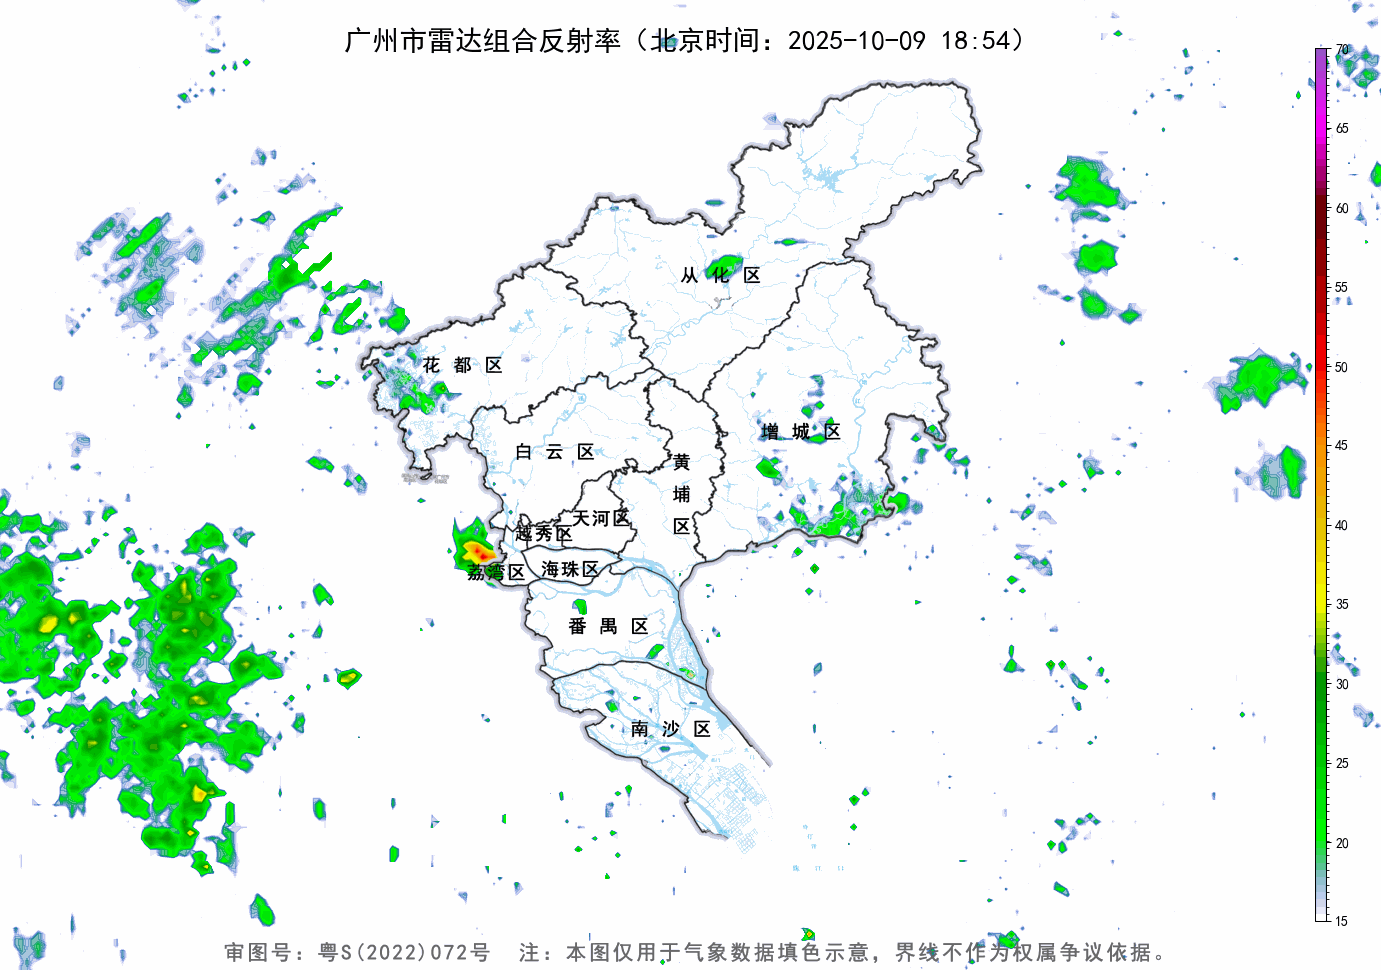 广州市雷达组合反射率（北京时间：2025-10-09 18:54）
70
65
60
55
50
45
40
35
30
25
20
15
从化区
花都区
增城区
白云区
黄埔区
天河区
越秀区
荔湾区
海珠区
番禺区
南沙区
审图号：粤S(2022)072号 注：本图仅用于气象数据填色示意，界线不作为权属争议依据。